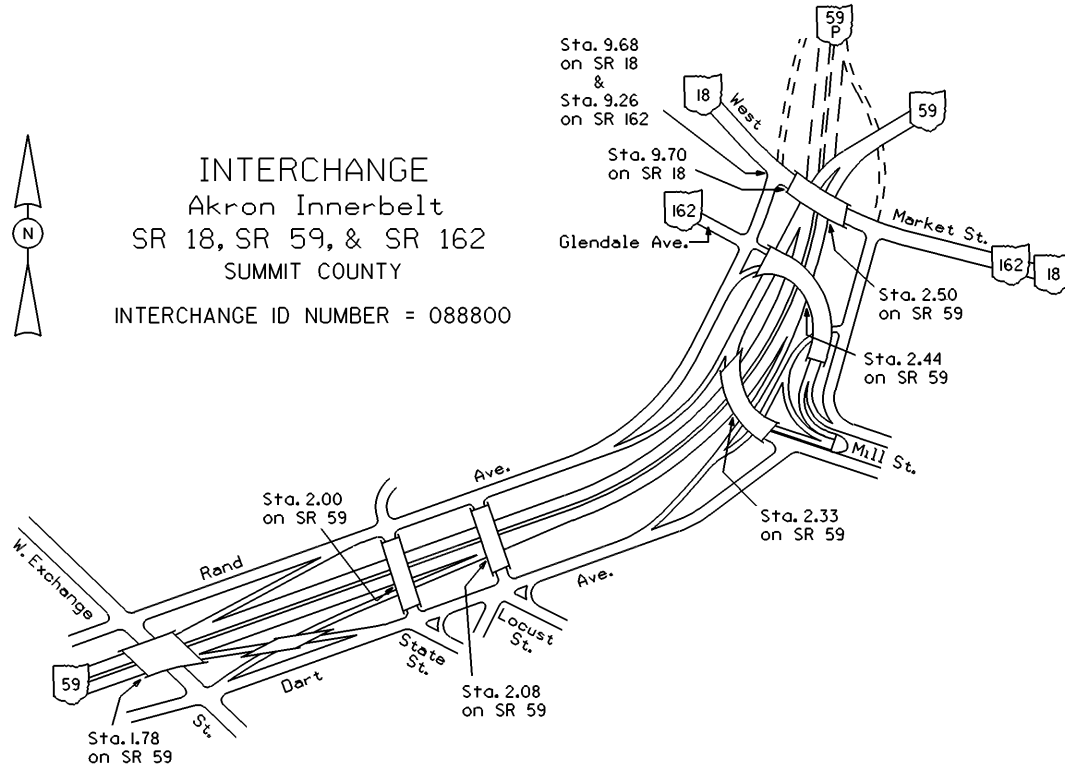 59
P
Sta. 9.68
on SR 18
&
Sta. 9.26
on SR 162
18
West
59
Sta. 9.70
on SR 18
INTERCHANGE
Akron Innerbelt
SR 18, SR 59, & SR 162
SUMMIT COUNTY
INTERCHANGE ID NUMBER = 088800
N
162
Glendale Ave.
Market St.
162
18
Sta. 2.50
on SR 59
Sta. 2.44
on SR 59
Mill St.
Ave.
Sta. 2.00
on SR 59
Sta. 2.33
on SR 59
W. Exchange
Rand
Ave.
State
St.
Locust
St.
59
Dart
Sta. 2.08
on SR 59
St.
Sta. 1.78
on SR 59